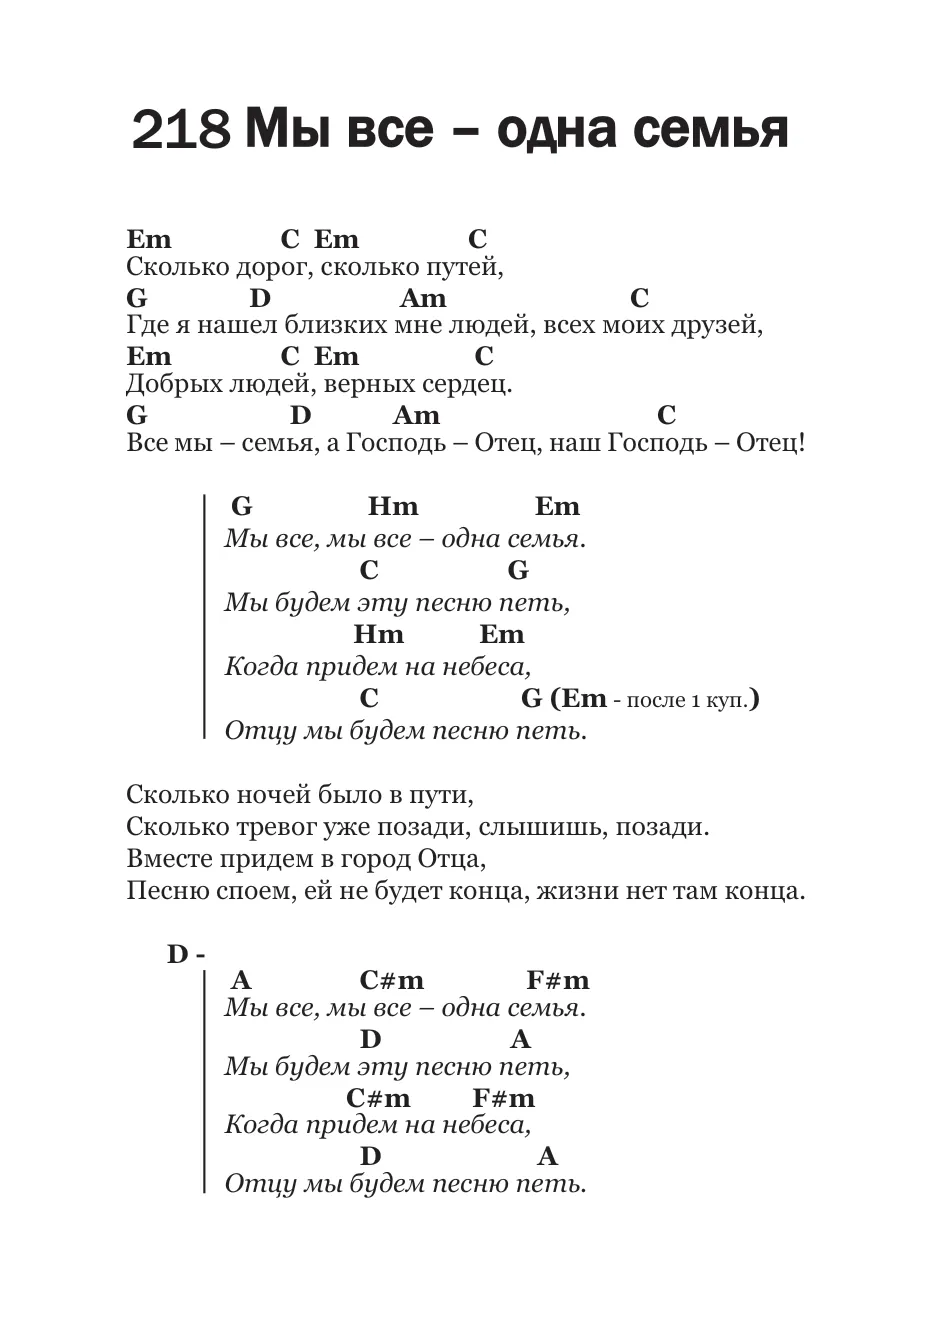 218 Мы все – одна семья
Em C Em C
Сколько дорог, сколько путей,
G D Am C
Где я нашел близких мне людей, всех моих друзей,
Em C Em C
Добрых людей, верных сердец.
G D Am C
Все мы – семья, а Господь – Отец, наш Господь – Отец!
G Hm Em
Мы все, мы все – одна семья.
C G
Мы будем эту песню петь,
Hm Em
Когда придем на небеса,
C G (Em - после 1 куп.)
Отцу мы будем песню петь.
Сколько ночей было в пути,
Сколько тревог уже позади, слышишь, позади.
Вместе придем в город Отца,
Песню споем, ей не будет конца, жизни нет там конца.
D -
A C#m F#m
Мы все, мы все – одна семья.
D A
Мы будем эту песню петь,
C#m F#m
Когда придем на небеса,
D A
Отцу мы будем песню петь.